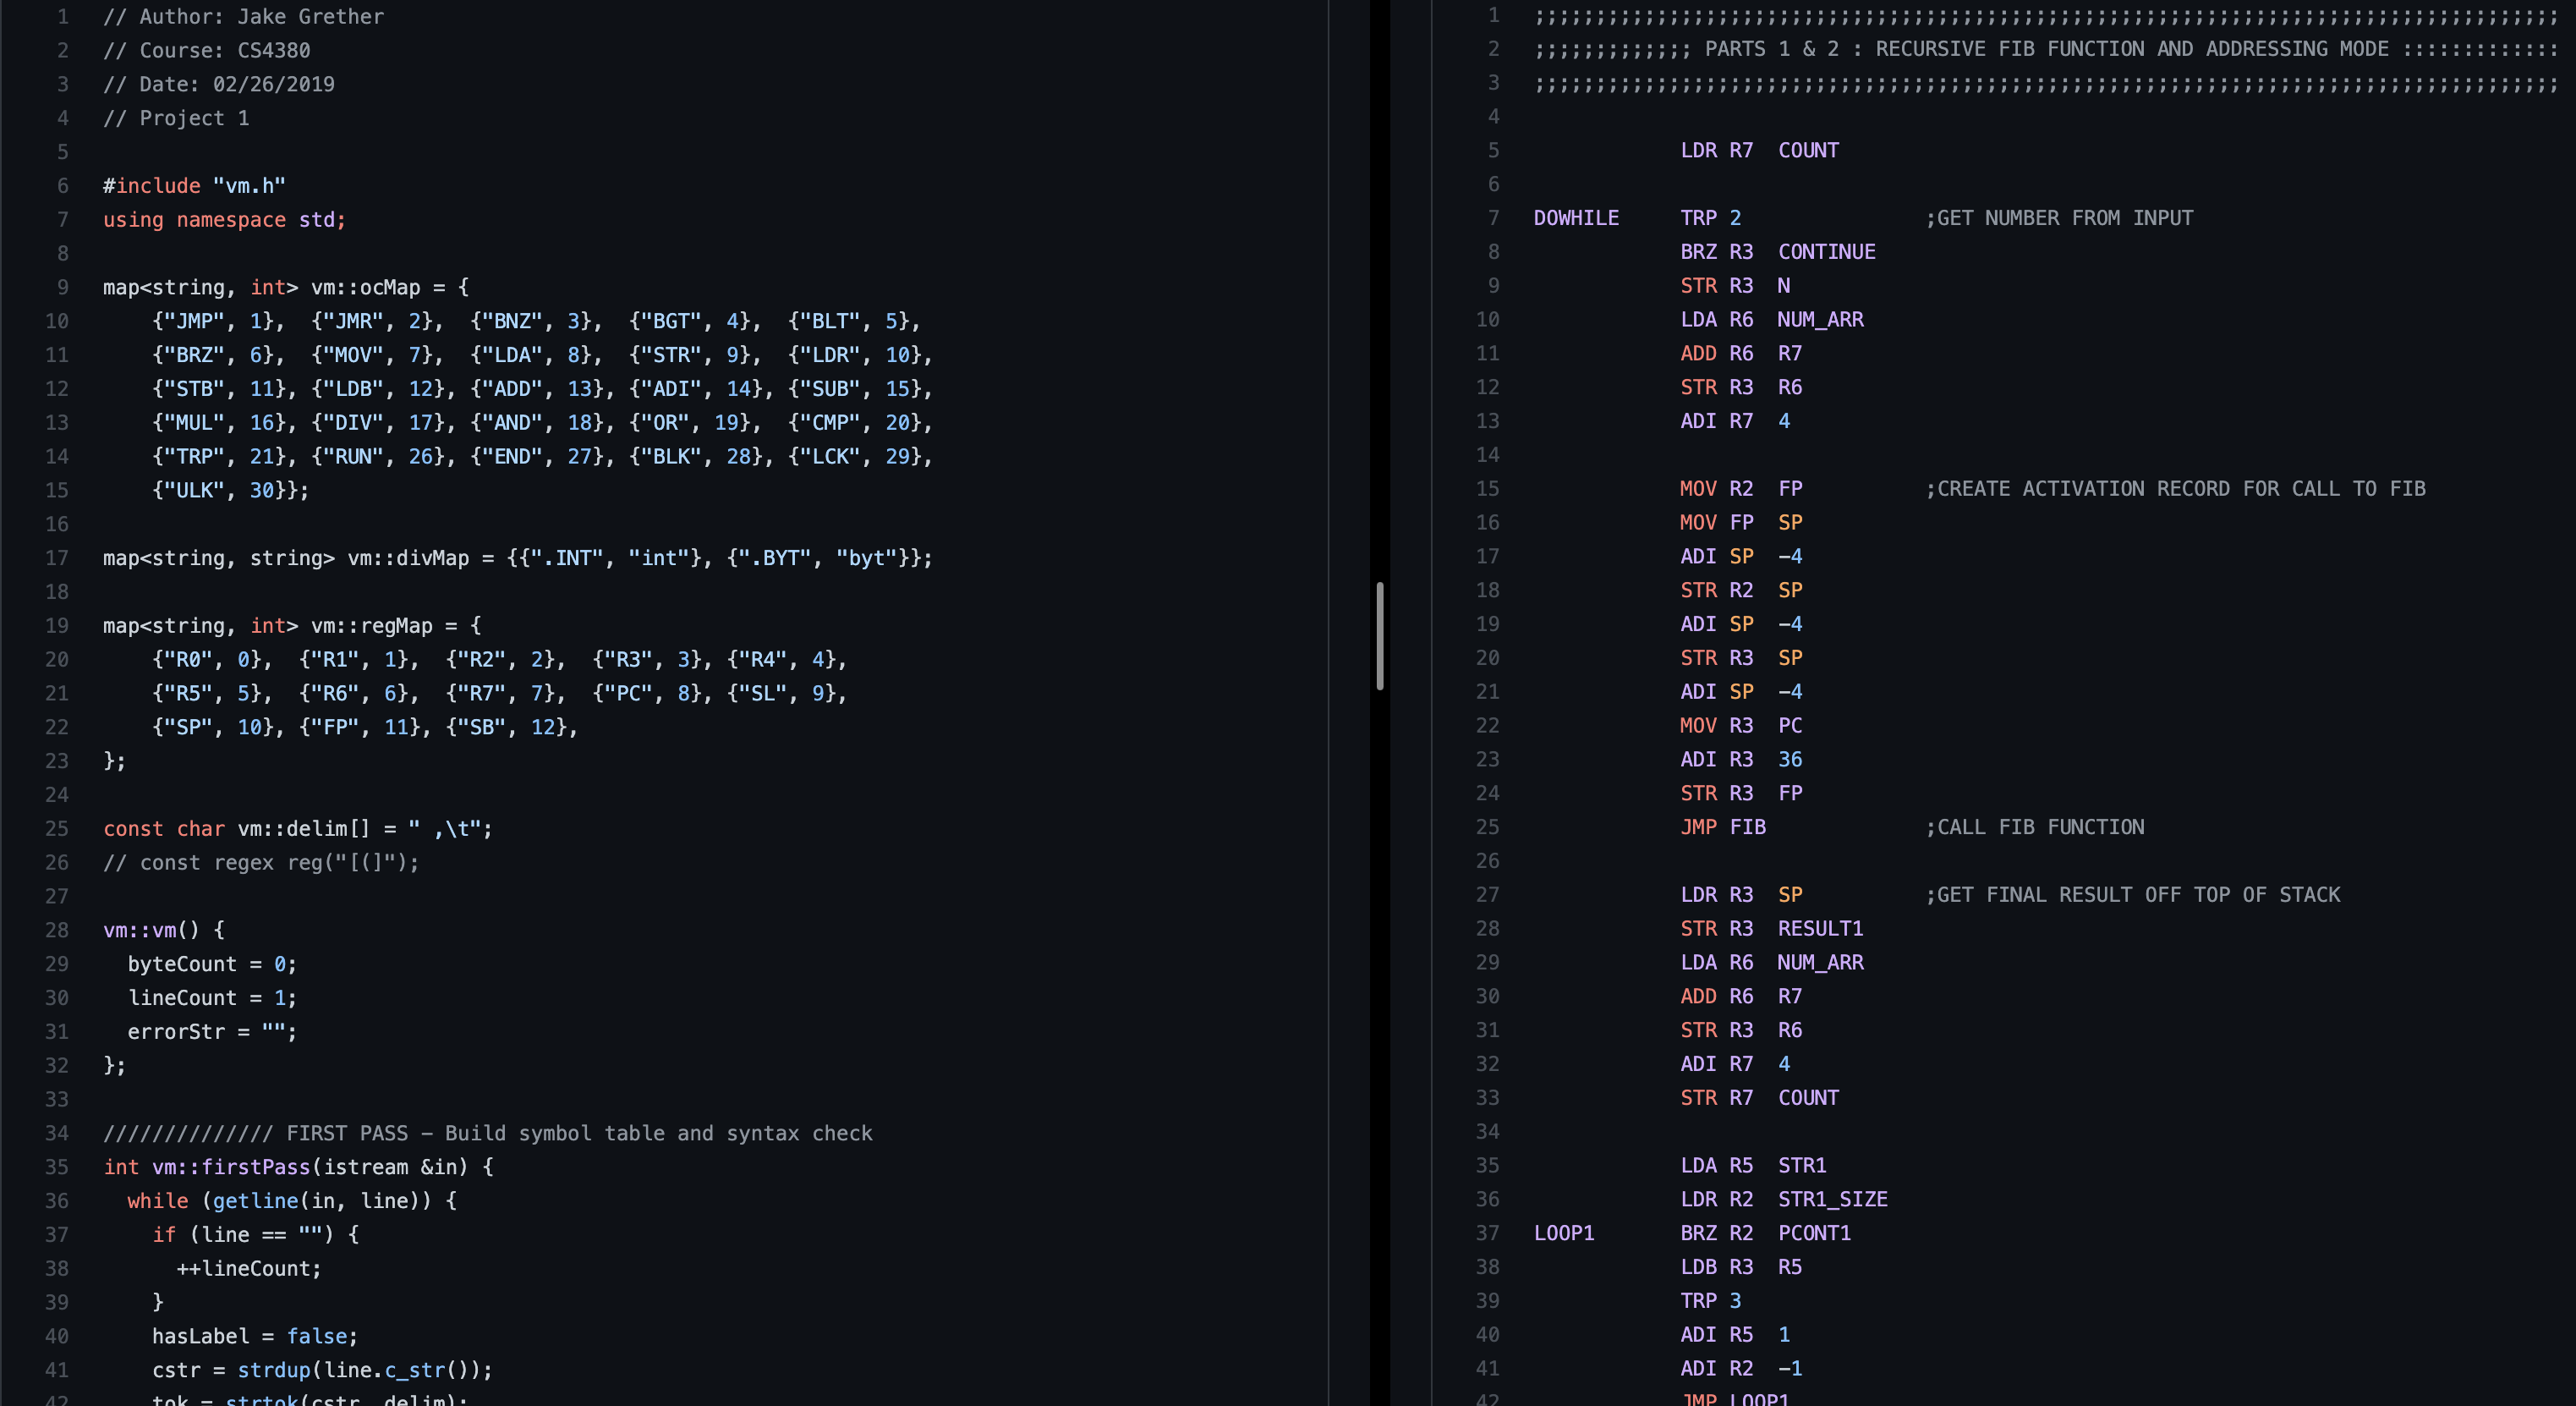 1 // Author: Jake Grether
2 // Course: CS4380
3 // Date: 02/26/2019
4 // Project 1
5
6 #include "vm.h"
7 using namespace std;
8
9 map<string, int> vm::ocMap = {
10     {"JMP", 1},  {"JMR", 2},  {"BNZ", 3},  {"BGT", 4},  {"BLT", 5},
11     {"BRZ", 6},  {"MOV", 7},  {"LDA", 8},  {"STR", 9},  {"LDR", 10},
12     {"STB", 11}, {"LDB", 12}, {"ADD", 13}, {"ADI", 14}, {"SUB", 15},
13     {"MUL", 16}, {"DIV", 17}, {"AND", 18}, {"OR", 19},  {"CMP", 20},
14     {"TRP", 21}, {"RUN", 26}, {"END", 27}, {"BLK", 28}, {"LCK", 29},
15     {"ULK", 30}};
16
17 map<string, string> vm::divMap = {{".INT", "int"}, {".BYT", "byt"}};
18
19 map<string, int> vm::regMap = {
20     {"R0", 0},  {"R1", 1},  {"R2", 2},  {"R3", 3}, {"R4", 4},
21     {"R5", 5},  {"R6", 6},  {"R7", 7},  {"PC", 8}, {"SL", 9},
22     {"SP", 10}, {"FP", 11}, {"SB", 12},
23 };
24
25 const char vm::delim[] = " ,\t";
26 // const regex reg("[(]");
27
28 vm::vm() {
29   byteCount = 0;
30   lineCount = 1;
31   errorStr = "";
32 };
33
34 ////////////// FIRST PASS - Build symbol table and syntax check
35 int vm::firstPass(istream &in) {
36   while (getline(in, line)) {
37     if (line == "") {
38       ++lineCount;
39     }
40     hasLabel = false;
41     cstr = strdup(line.c_str());
42     tok = strtok(cstr, delim);
1 ;;;;;;;;;;;;;;;;;;;;;;;;;;;;;;;;;;;;;;;;;;;;;;;;;;;;;;;;;;;;;;;;;;;;;;;;;;;;;;;;;;;;
2 ;;;;;;;;;;;;; PARTS 1 & 2 : RECURSIVE FIB FUNCTION AND ADDRESSING MODE :::::::::::::
3 ;;;;;;;;;;;;;;;;;;;;;;;;;;;;;;;;;;;;;;;;;;;;;;;;;;;;;;;;;;;;;;;;;;;;;;;;;;;;;;;;;;;;
4
5             LDR R7  COUNT
6
7 DOWHILE     TRP 2               ;GET NUMBER FROM INPUT
8             BRZ R3  CONTINUE
9             STR R3  N
10            LDA R6  NUM_ARR
11            ADD R6  R7
12            STR R3  R6
13            ADI R7  4
14
15            MOV R2  FP          ;CREATE ACTIVATION RECORD FOR CALL TO FIB
16            MOV FP  SP
17            ADI SP  -4
18            STR R2  SP
19            ADI SP  -4
20            STR R3  SP
21            ADI SP  -4
22            MOV R3  PC
23            ADI R3  36
24            STR R3  FP
25            JMP FIB             ;CALL FIB FUNCTION
26
27            LDR R3  SP          ;GET FINAL RESULT OFF TOP OF STACK
28            STR R3  RESULT1
29            LDA R6  NUM_ARR
30            ADD R6  R7
31            STR R3  R6
32            ADI R7  4
33            STR R7  COUNT
34
35            LDA R5  STR1
36            LDR R2  STR1_SIZE
37 LOOP1      BRZ R2  PCONT1
38            LDB R3  R5
39            TRP 3
40            ADI R5  1
41            ADI R2  -1
42            JMP LOOP1